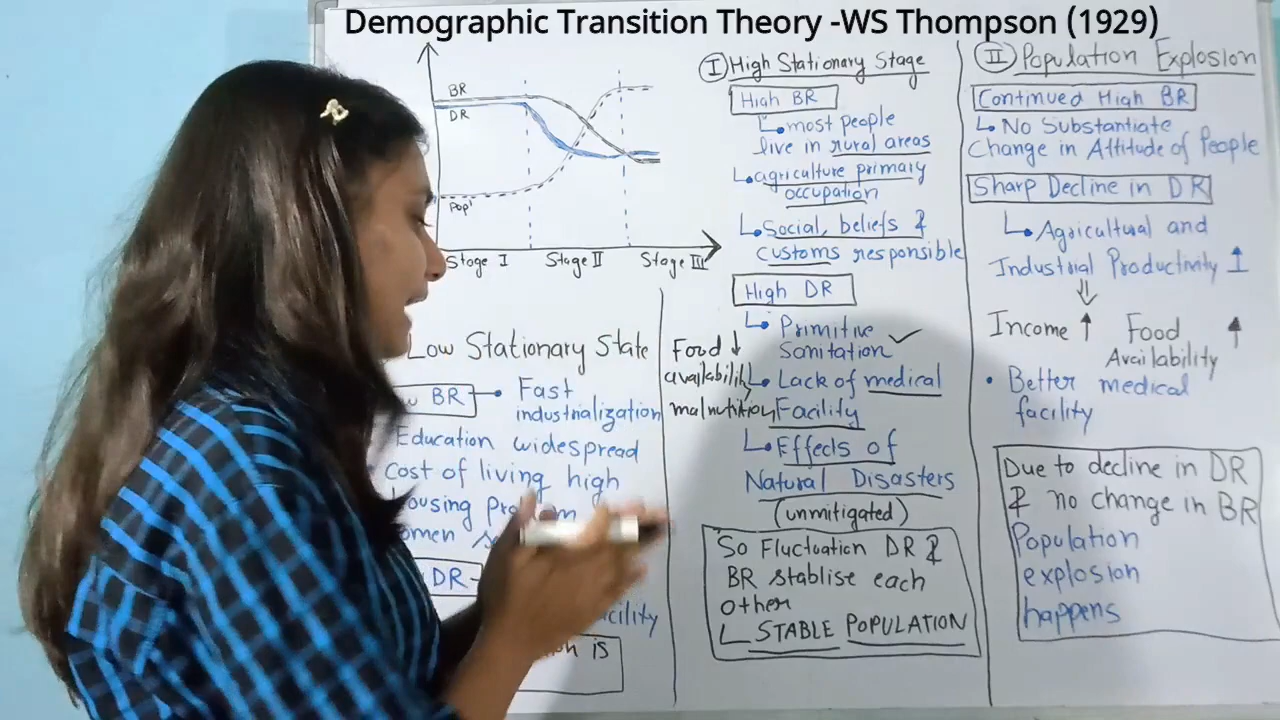 Demographic Transition Theory -WS Thompson (1929)
BR
DR
Popⁿ
Stage I Stage II Stage III
I High Stationary Stage
High BR
most people
live in rural areas
agriculture primary
occupation
Social, beliefs &
customs responsible
High DR
Primitive
Sanitation
Lack of medical
Facility
Food ↓
availability
malnutrition
Effects of
Natural Disasters
(unmitigated)
So Fluctuation DR &
BR stablise each
other
STABLE POPULATION
II Population Explosion
Continued High BR
No Substantiate
Change in Attitude of People
Sharp Decline in DR
Agricultural and
Industrial Productivity ↑
Income ↑ Food ↑
Availability
• Better medical
facility
Due to decline in DR
& no change in BR
Population
explosion
happens
Low Stationary State
BR • Fast
industrialization
Education widespread
Cost of living high
DR
is